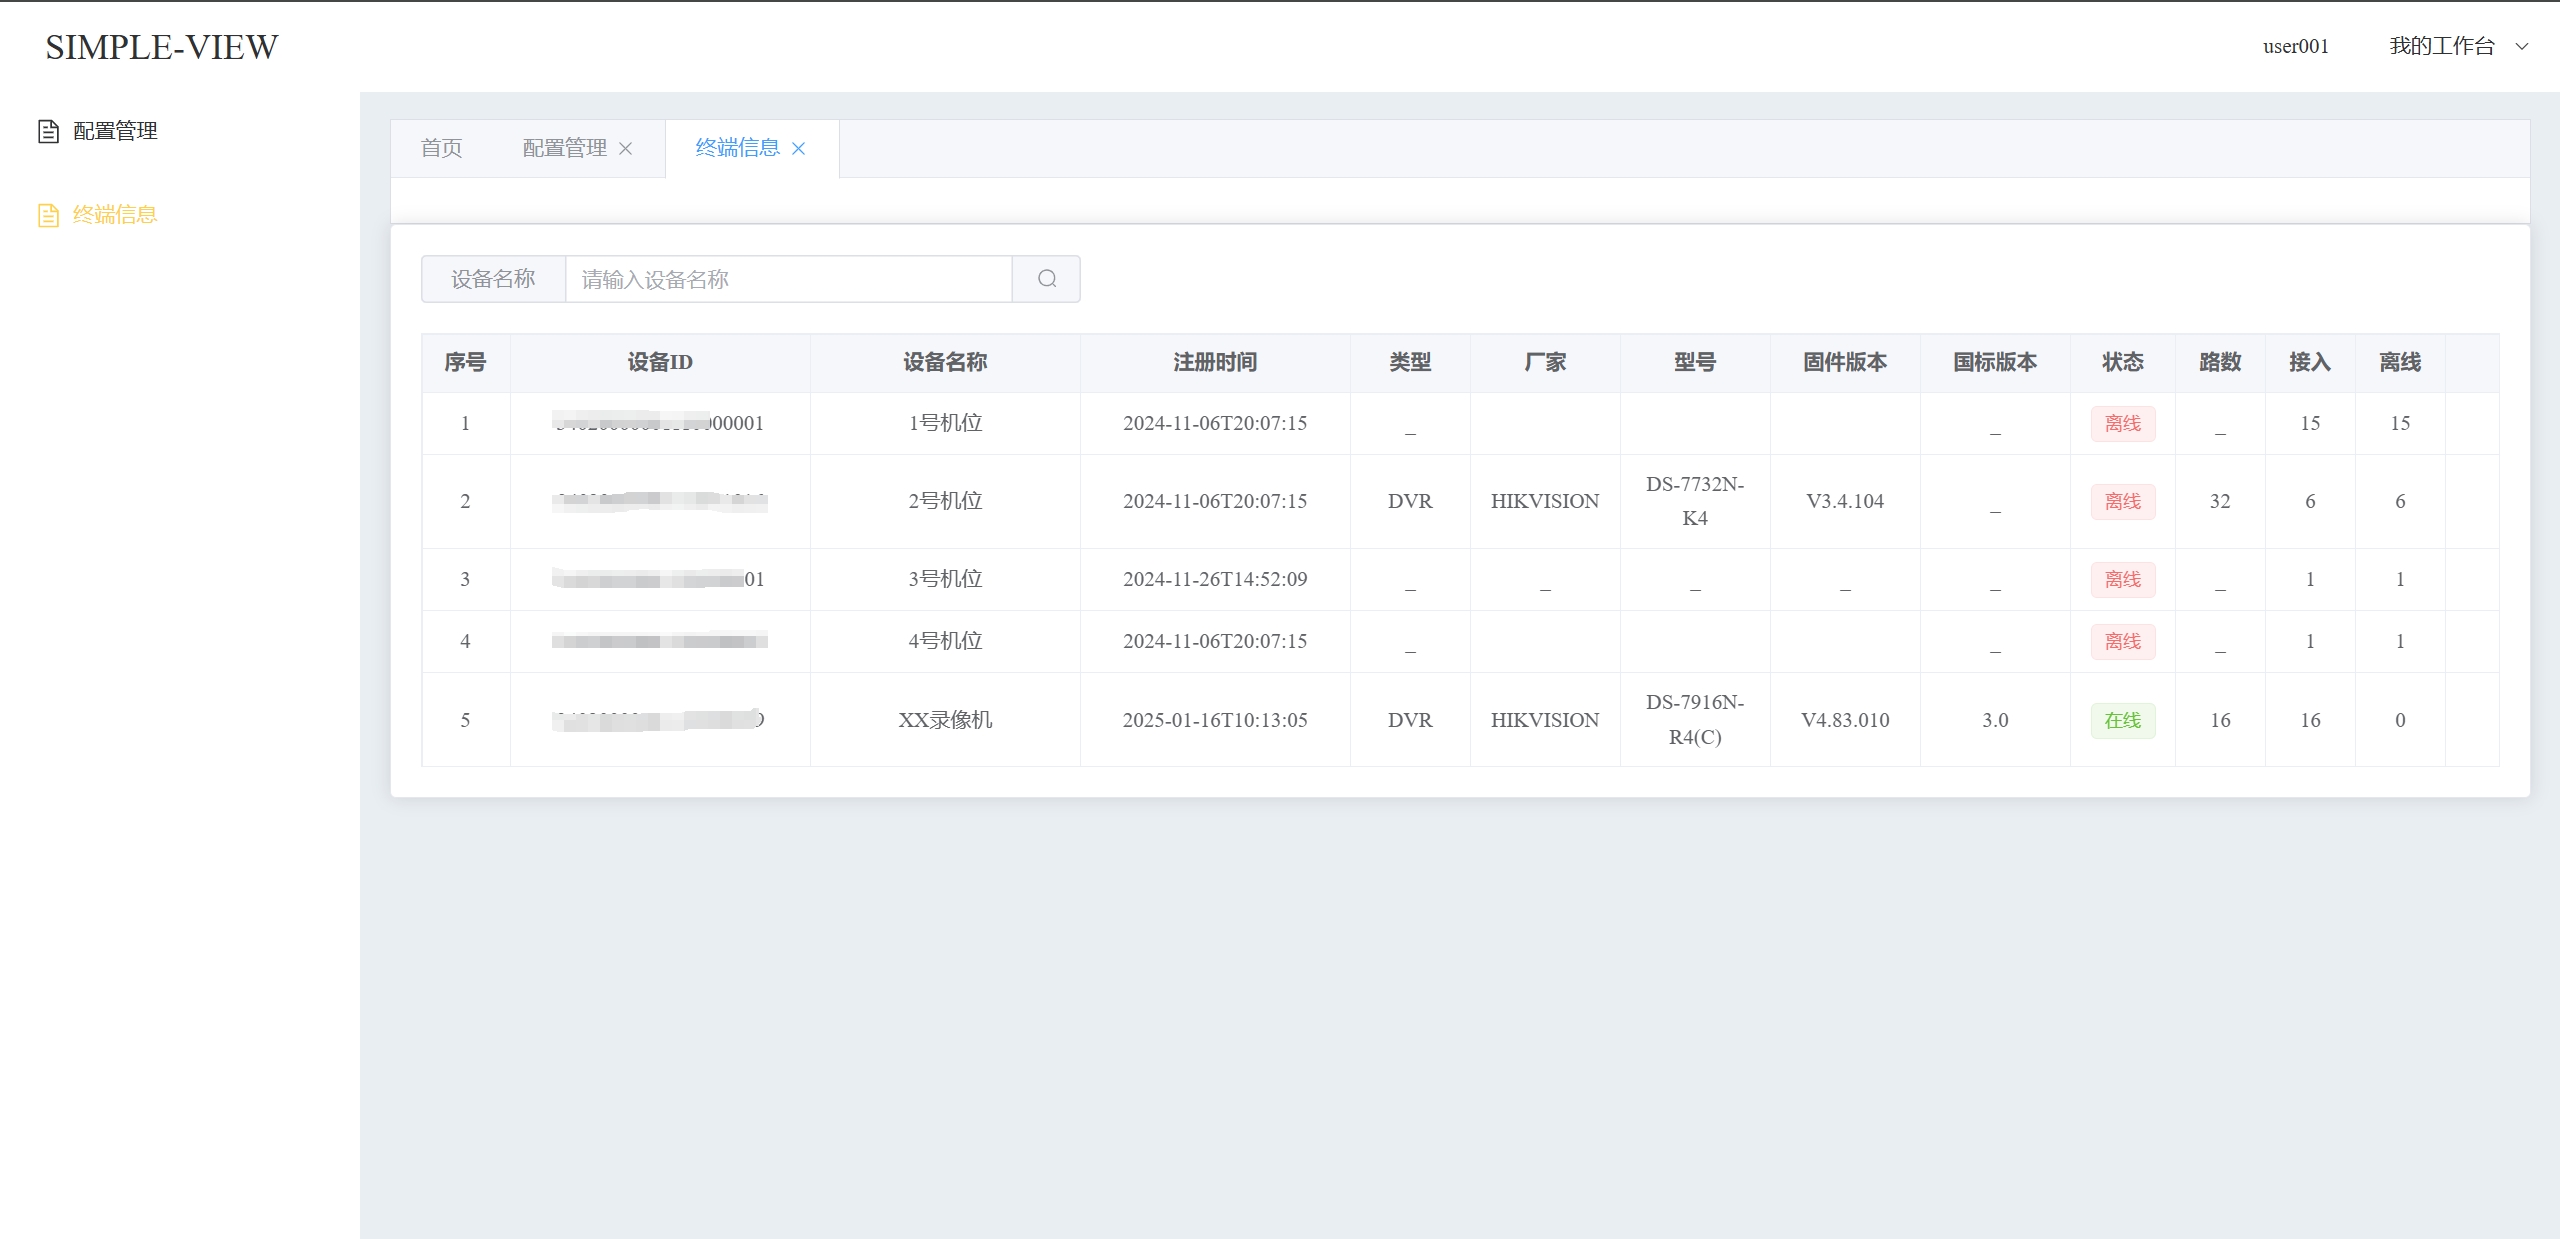 SIMPLE-VIEW
user001 我的工作台
配置管理
终端信息
首页 配置管理 终端信息
设备名称 请输入设备名称
序号 设备ID 设备名称 注册时间 类型 厂家 型号 固件版本 国标版本 状态 路数 接入 离线
1 1号机位 2024-11-06T20:07:15 _ _ 离线 _ 15 15
2 2号机位 2024-11-06T20:07:15 DVR HIKVISION DS-7732N-K4 V3.4.104 _ 离线 32 6 6
3 3号机位 2024-11-26T14:52:09 _ _ _ _ _ 离线 _ 1 1
4 4号机位 2024-11-06T20:07:15 _ _ 离线 _ 1 1
5 XX录像机 2025-01-16T10:13:05 DVR HIKVISION DS-7916N-R4(C) V4.83.010 3.0 在线 16 16 0